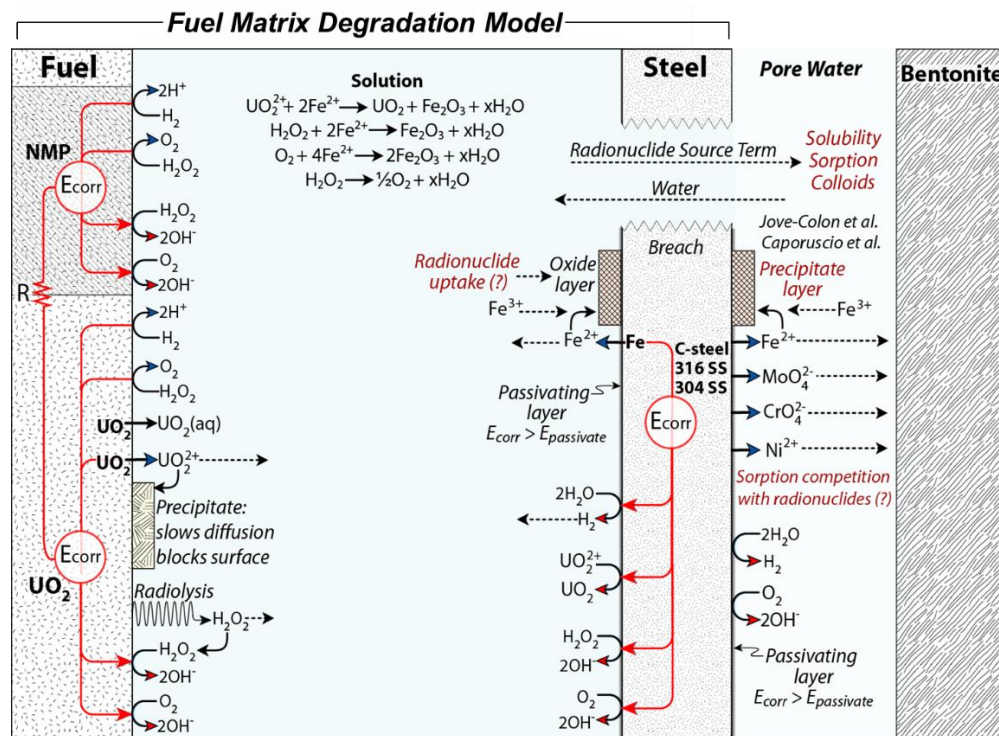 Fuel Matrix Degradation Model
Fuel
Steel
Pore Water
Bentonite
NMP
Ecorr
R
Ecorr
UO₂
2H⁺
H₂
O₂
H₂O₂
H₂O₂
2OH⁻
O₂
2OH⁻
2H⁺
H₂
O₂
H₂O₂
UO₂
UO₂(aq)
UO₂
UO₂²⁺
Precipitate:
slows diffusion
blocks surface
Radiolysis
H₂O₂
H₂O₂
2OH⁻
O₂
2OH⁻
Solution
UO₂²⁺ + 2Fe²⁺ → UO₂ + Fe₂O₃ + xH₂O
H₂O₂ + 2Fe²⁺ → Fe₂O₃ + xH₂O
O₂ + 4Fe²⁺ → 2Fe₂O₃ + xH₂O
H₂O₂ → ½O₂ + xH₂O
Radionuclide Source Term
Water
Solubility
Sorption
Colloids
Jove-Colon et al.
Caporuscio et al.
Radionuclide
uptake (?)
Oxide
layer
Breach
Precipitate
layer
Fe³⁺
Fe²⁺
Fe
Fe³⁺
Fe²⁺
C-steel
316 SS
304 SS
MoO₄²⁻
CrO₄²⁻
Ni²⁺
Passivating
layer
Ecorr > Epassivate
Ecorr
Sorption competition
with radionuclides (?)
2H₂O
H₂
UO₂²⁺
UO₂
H₂O₂
2OH⁻
O₂
2OH⁻
2H₂O
H₂
O₂
2OH⁻
Passivating
layer
Ecorr > Epassivate